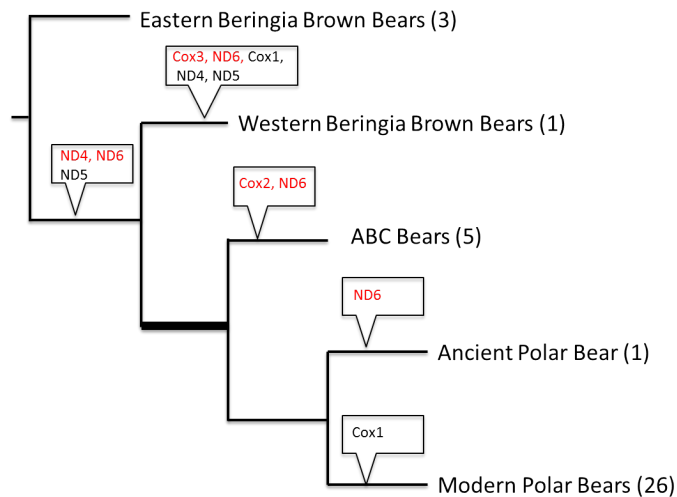 Eastern Beringia Brown Bears (3)
Cox3, ND6, Cox1,
ND4, ND5
Western Beringia Brown Bears (1)
ND4, ND6
ND5
Cox2, ND6
ABC Bears (5)
ND6
Ancient Polar Bear (1)
Cox1
Modern Polar Bears (26)